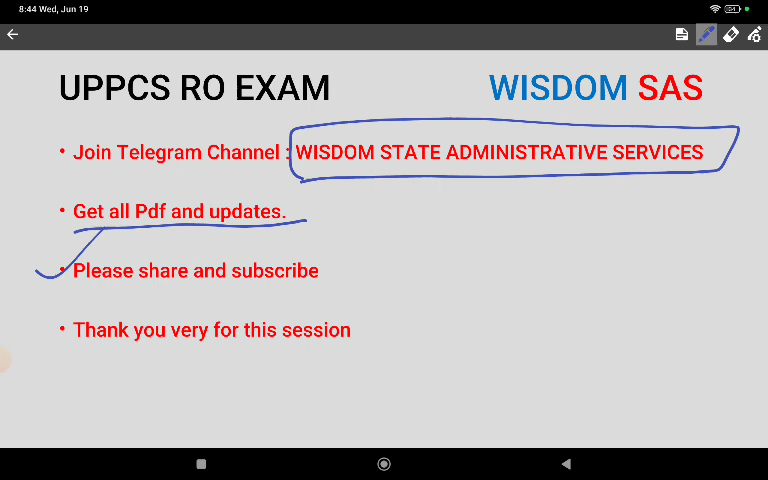 8:44 Wed, Jun 19
UPPCS RO EXAM WISDOM SAS
• Join Telegram Channel : WISDOM STATE ADMINISTRATIVE SERVICES
• Get all Pdf and updates.
• Please share and subscribe
• Thank you very for this session